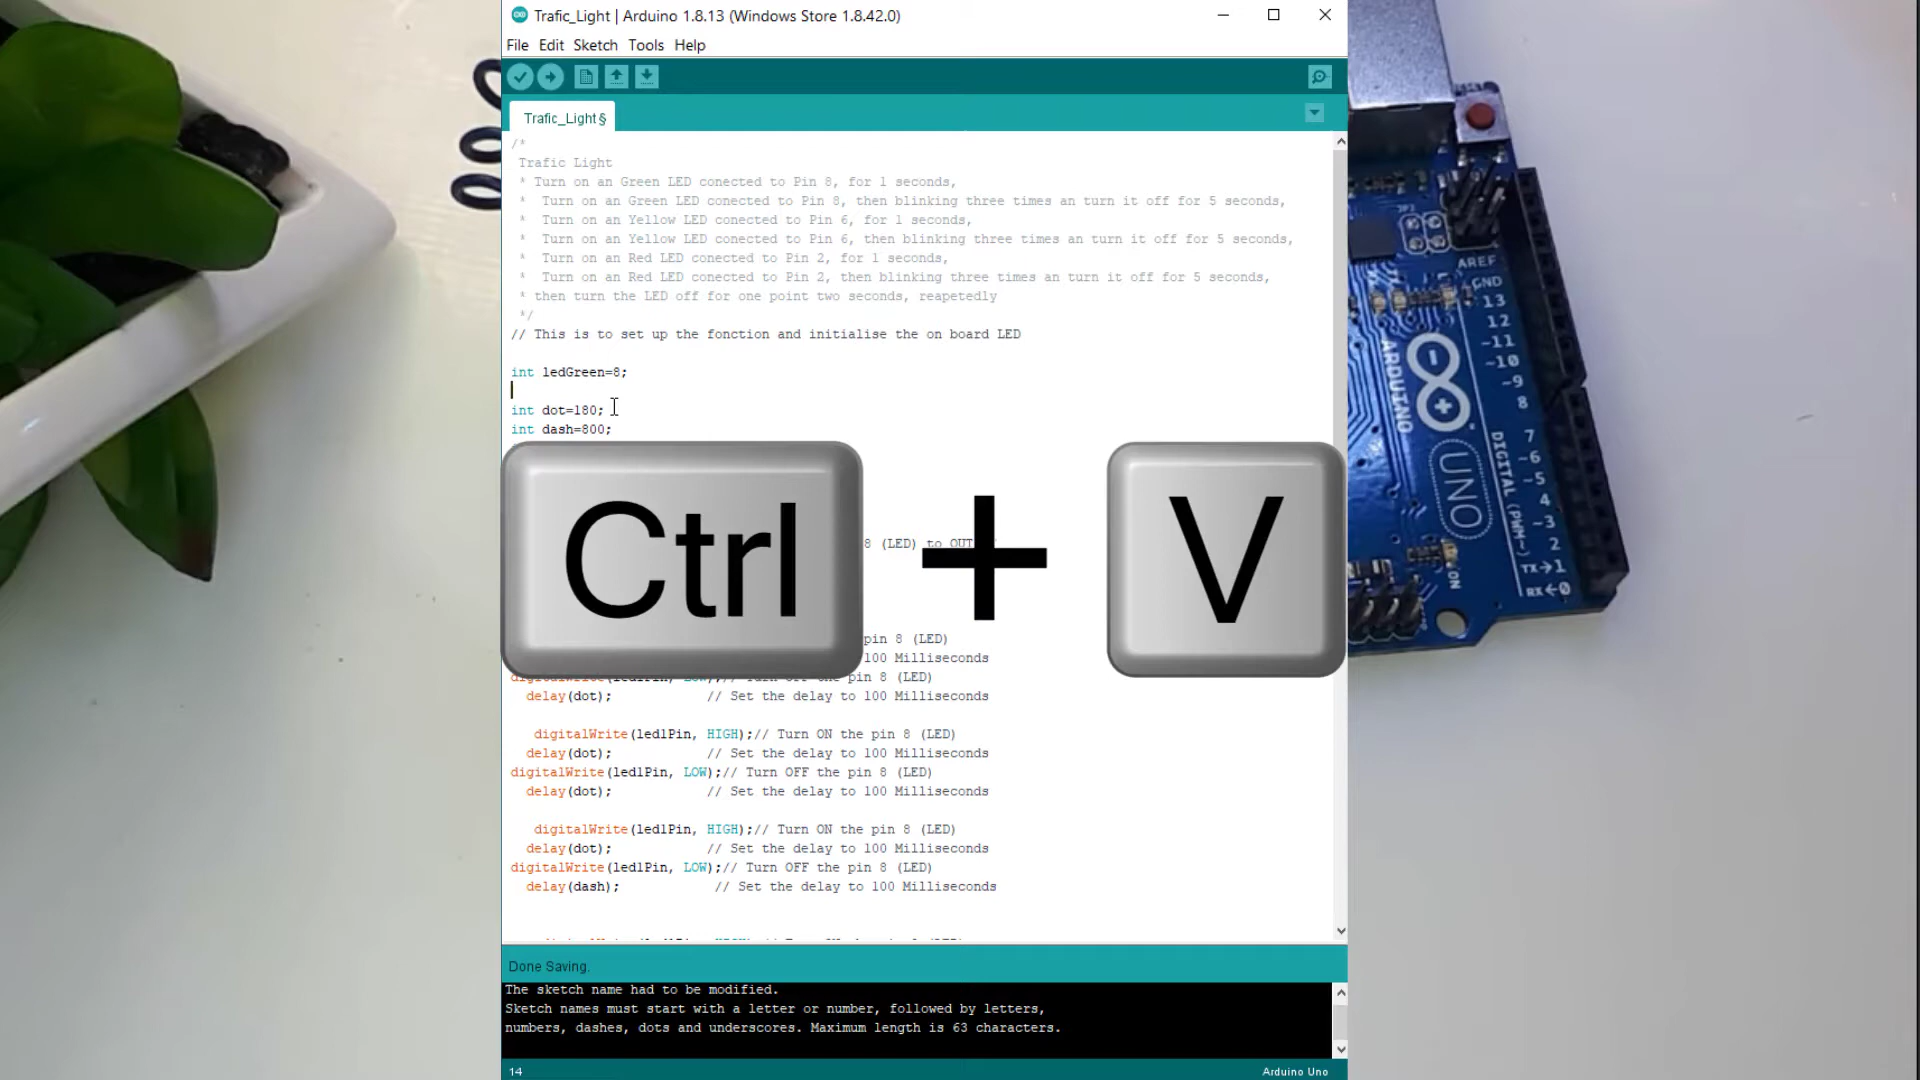 Trafic_Light | Arduino 1.8.13 (Windows Store 1.8.42.0)
File Edit Sketch Tools Help
Trafic_Light§
/*
Trafic Light
* Turn on an Green LED conected to Pin 8, for 1 seconds,
* Turn on an Green LED conected to Pin 8, then blinking three times an turn it off for 5 seconds,
* Turn on an Yellow LED conected to Pin 6, for 1 seconds,
* Turn on an Yellow LED conected to Pin 6, then blinking three times an turn it off for 5 seconds,
* Turn on an Red LED conected to Pin 2, for 1 seconds,
* Turn on an Red LED conected to Pin 2, then blinking three times an turn it off for 5 seconds,
* then turn the LED off for one point two seconds, reapetedly
*/
// This is to set up the fonction and initialise the on board LED
int ledGreen=8;
int dot=180;
int dash=800;
8 (LED) to OUT
Ctrl + V
pin 8 (LED)
100 Milliseconds
pin 8 (LED)
delay(dot); // Set the delay to 100 Milliseconds
digitalWrite(led1Pin, HIGH);// Turn ON the pin 8 (LED)
delay(dot); // Set the delay to 100 Milliseconds
digitalWrite(led1Pin, LOW);// Turn OFF the pin 8 (LED)
delay(dot); // Set the delay to 100 Milliseconds
digitalWrite(led1Pin, HIGH);// Turn ON the pin 8 (LED)
delay(dot); // Set the delay to 100 Milliseconds
digitalWrite(led1Pin, LOW);// Turn OFF the pin 8 (LED)
delay(dash); // Set the delay to 100 Milliseconds
Done Saving.
The sketch name had to be modified.
Sketch names must start with a letter or number, followed by letters,
numbers, dashes, dots and underscores. Maximum length is 63 characters.
14
Arduino Uno
AREF
GND
13
12
~11
~10
~9
8
7
~6
~5
4
~3
2
TX→1
RX←0
DIGITAL (PWM~)
ARDUINO
UNO
ON